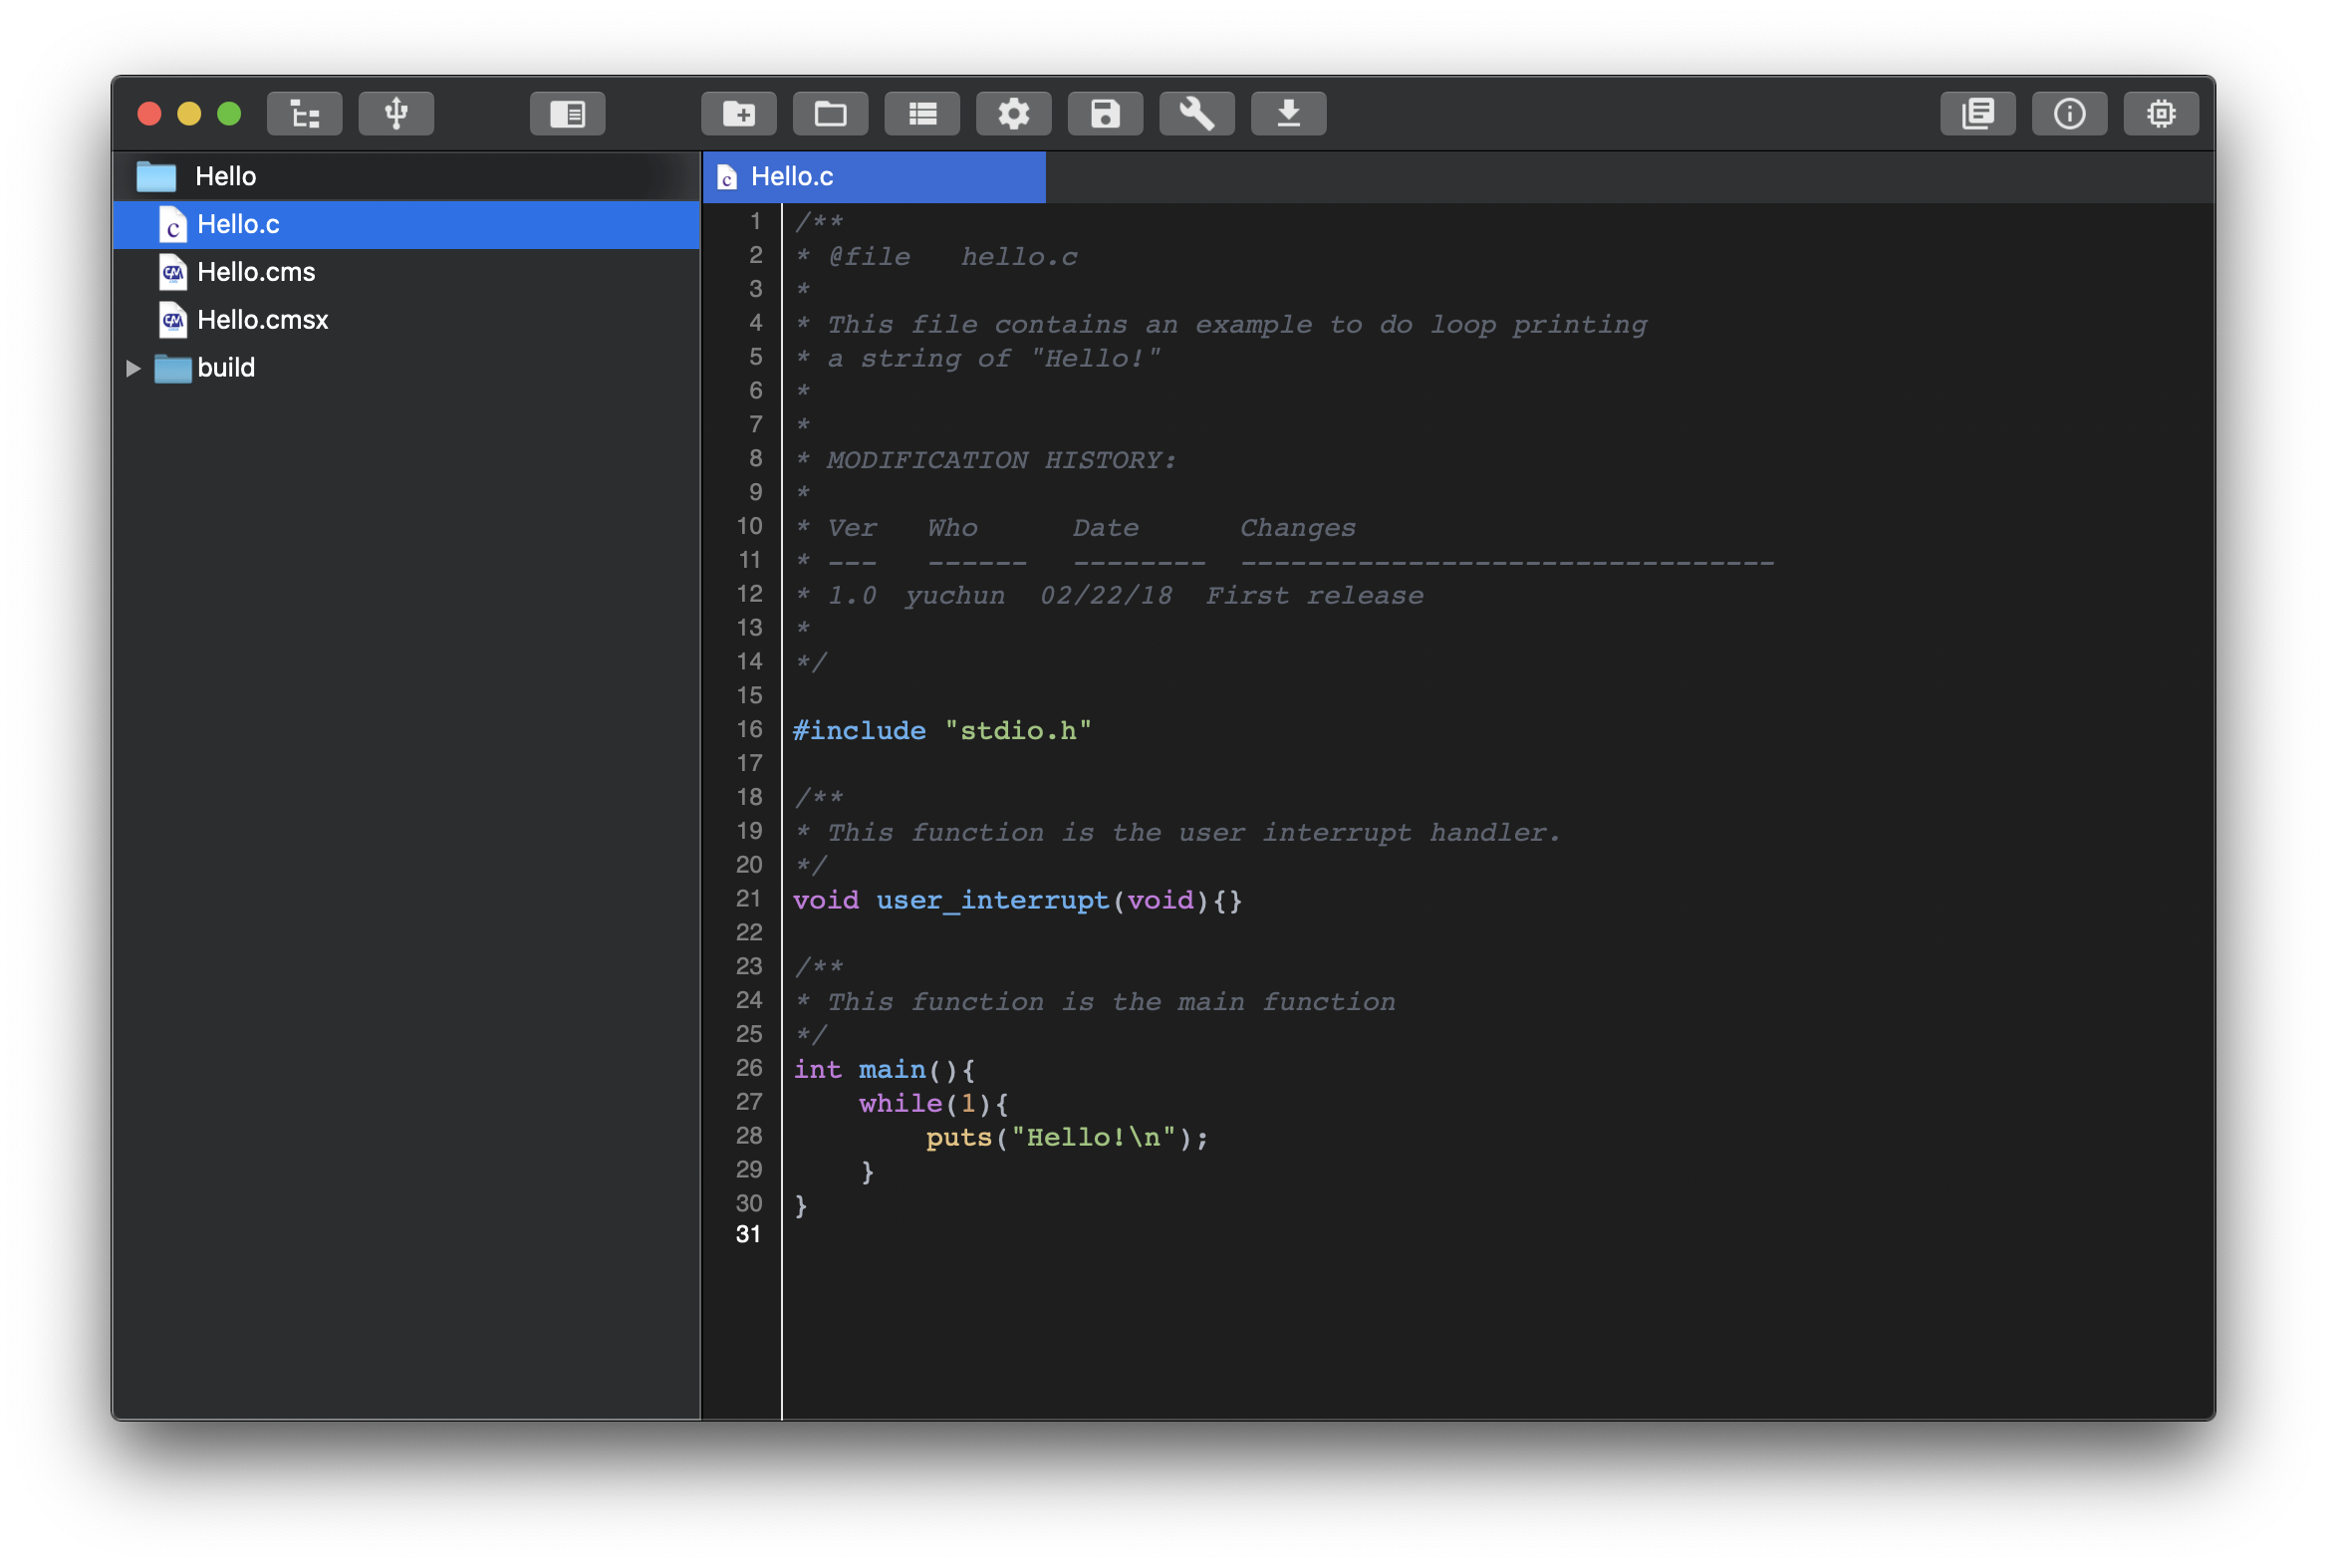 Hello
Hello.c
Hello.cms
Hello.cmsx
build
Hello.c
1 /**
2 * @file   hello.c
3 *
4 * This file contains an example to do loop printing
5 * a string of "Hello!"
6 *
7 *
8 * MODIFICATION HISTORY:
9 *
10 * Ver   Who      Date      Changes
11 * ---   ------   --------  --------------------------------
12 * 1.0  yuchun  02/22/18  First release
13 *
14 */
15
16 #include "stdio.h"
17
18 /**
19 * This function is the user interrupt handler.
20 */
21 void user_interrupt(void){}
22
23 /**
24 * This function is the main function
25 */
26 int main(){
27     while(1){
28         puts("Hello!\n");
29     }
30 }
31